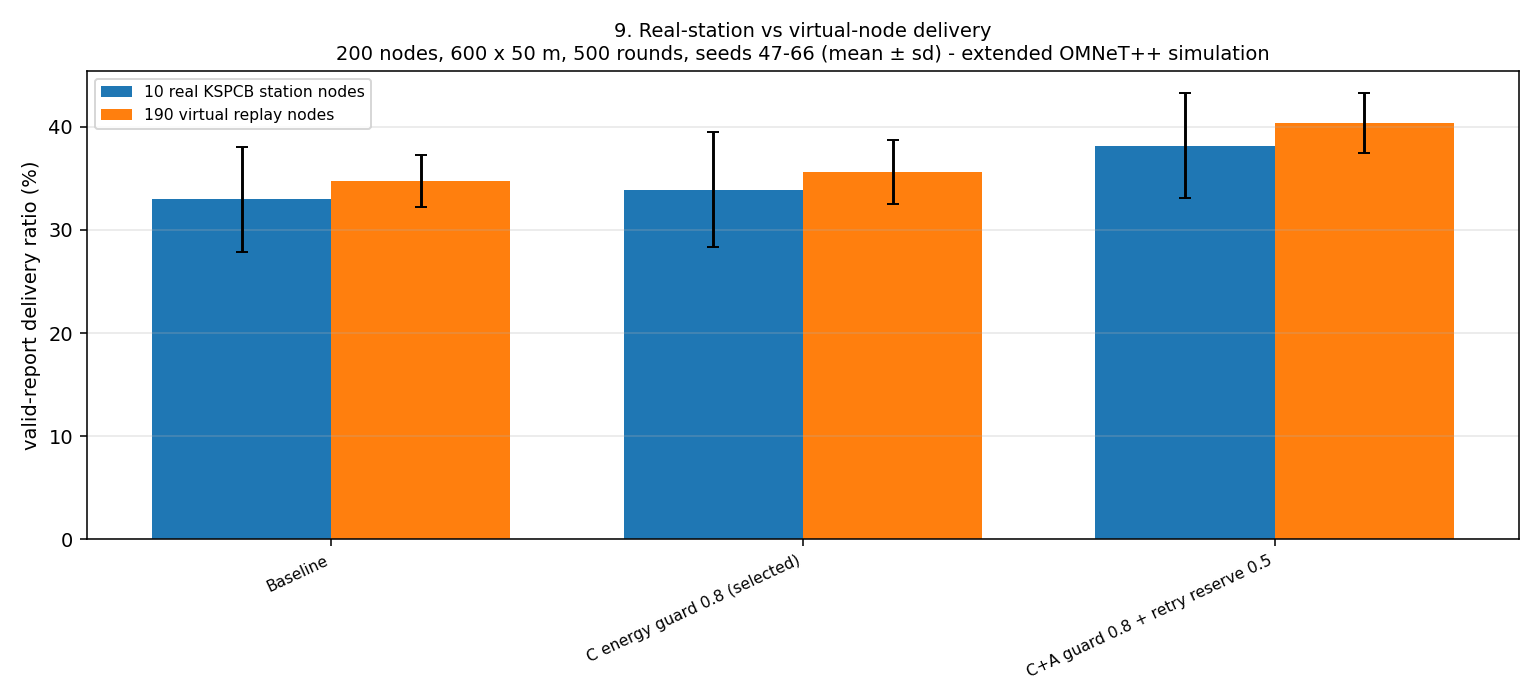 9. Real-station vs virtual-node delivery
200 nodes, 600 x 50 m, 500 rounds, seeds 47-66 (mean ± sd) - extended OMNeT++ simulation
10 real KSPCB station nodes
190 virtual replay nodes
valid-report delivery ratio (%)
40
30
20
10
0
Baseline
C energy guard 0.8 (selected)
C+A guard 0.8 + retry reserve 0.5